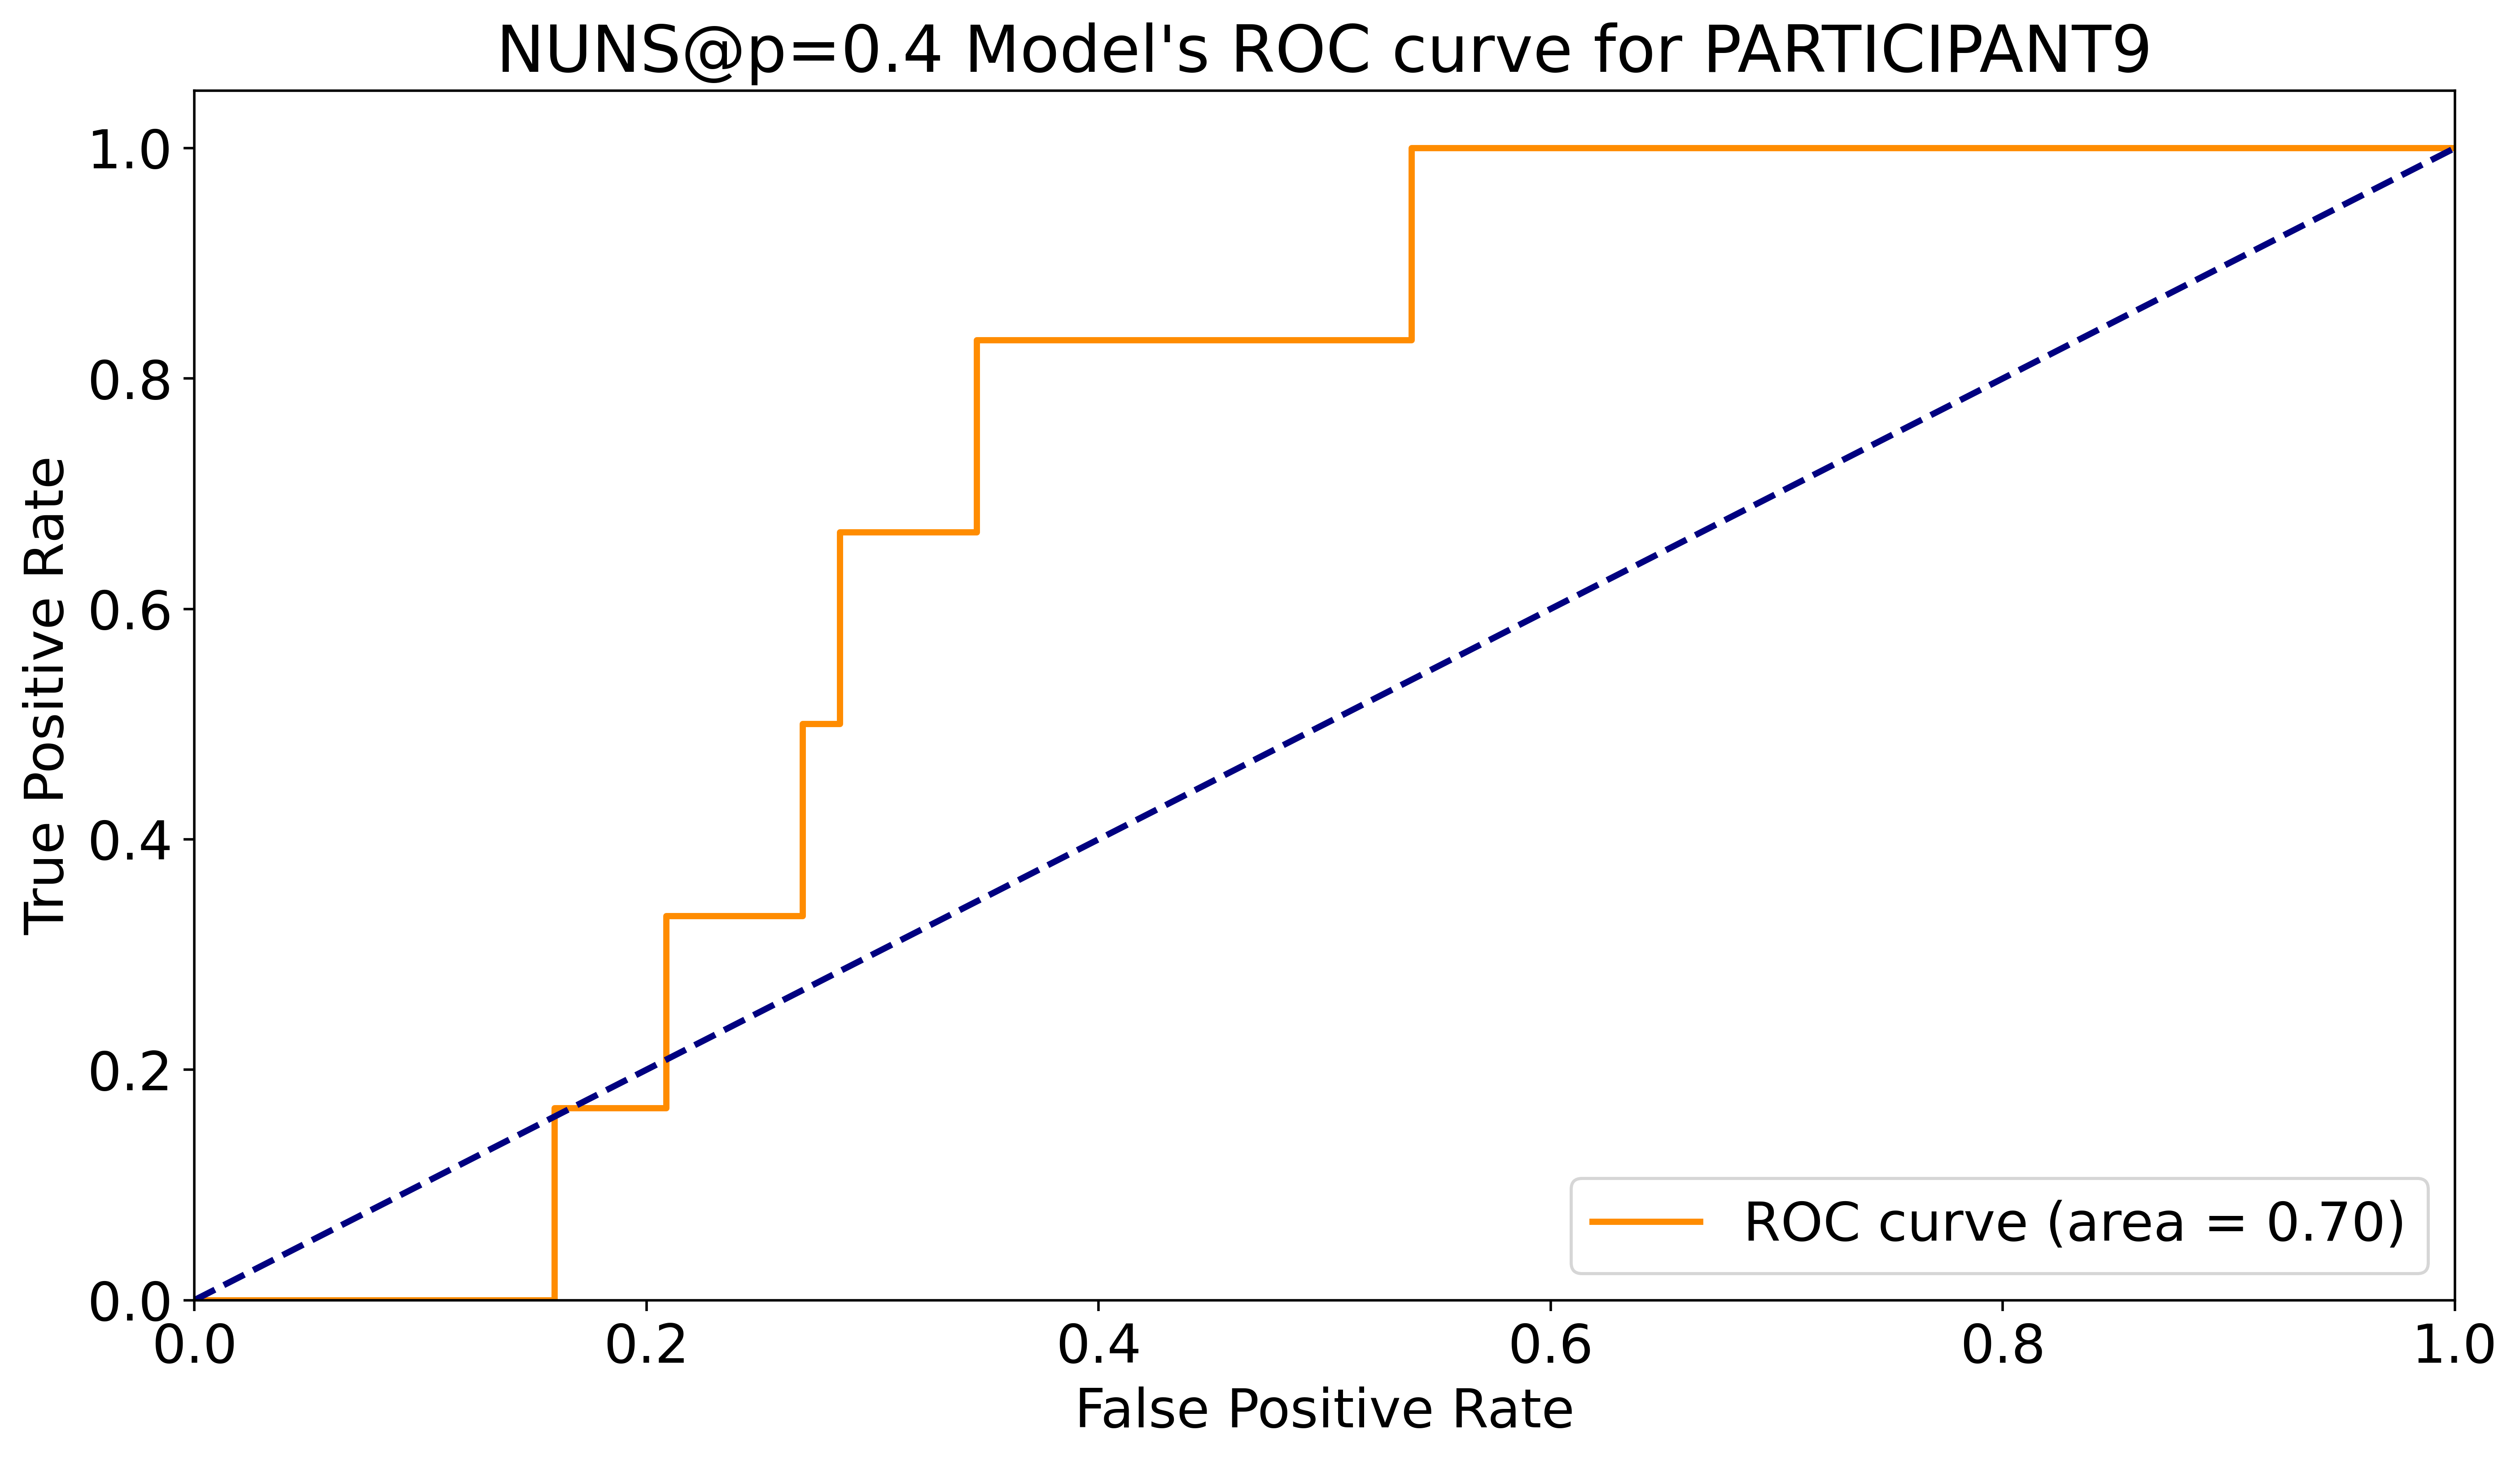 NUNS@p=0.4 Model's ROC curve for PARTICIPANT9
True Positive Rate
1.0
0.8
0.6
0.4
0.2
0.0
ROC curve (area = 0.70)
0.0 0.2 0.4 0.6 0.8 1.0
False Positive Rate